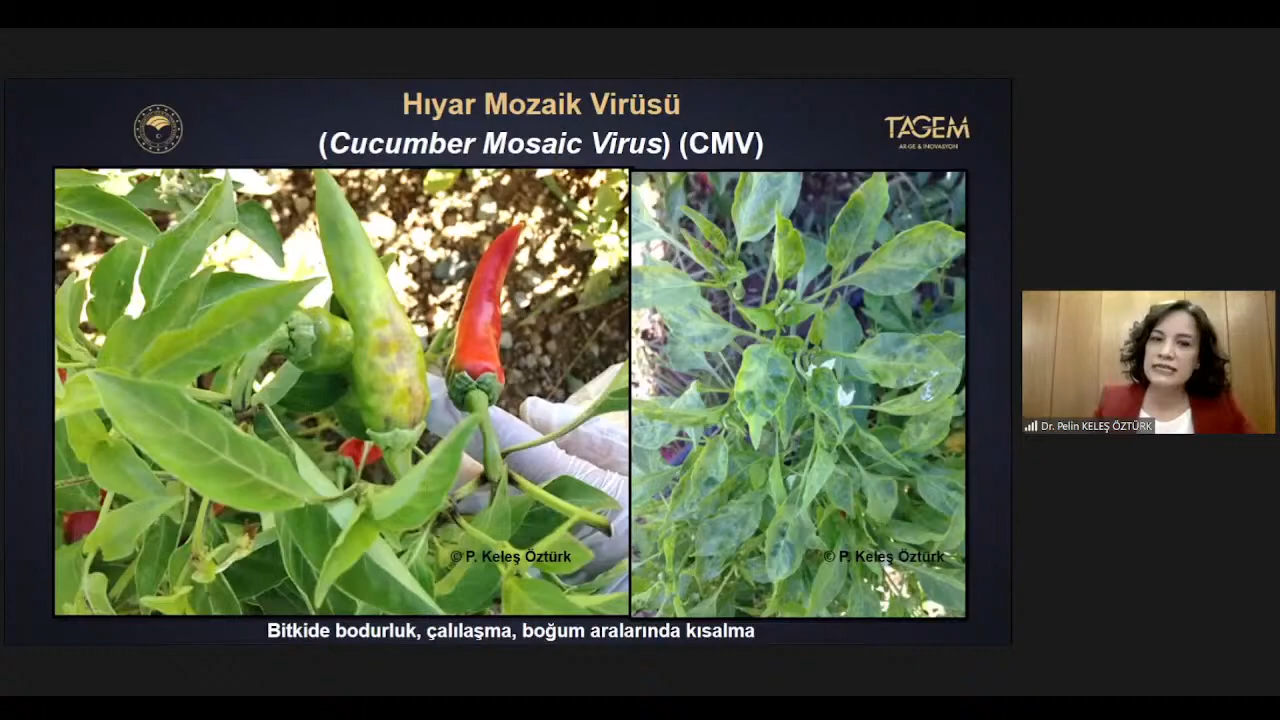 Hıyar Mozaik Virüsü
(Cucumber Mosaic Virus) (CMV)
TAGEM
AR-GE & İNOVASYON
© P. Keleş Öztürk
© P. Keleş Öztürk
Bitkide bodurluk, çalılaşma, boğum aralarında kısalma
Dr. Pelin KELEŞ ÖZTÜRK